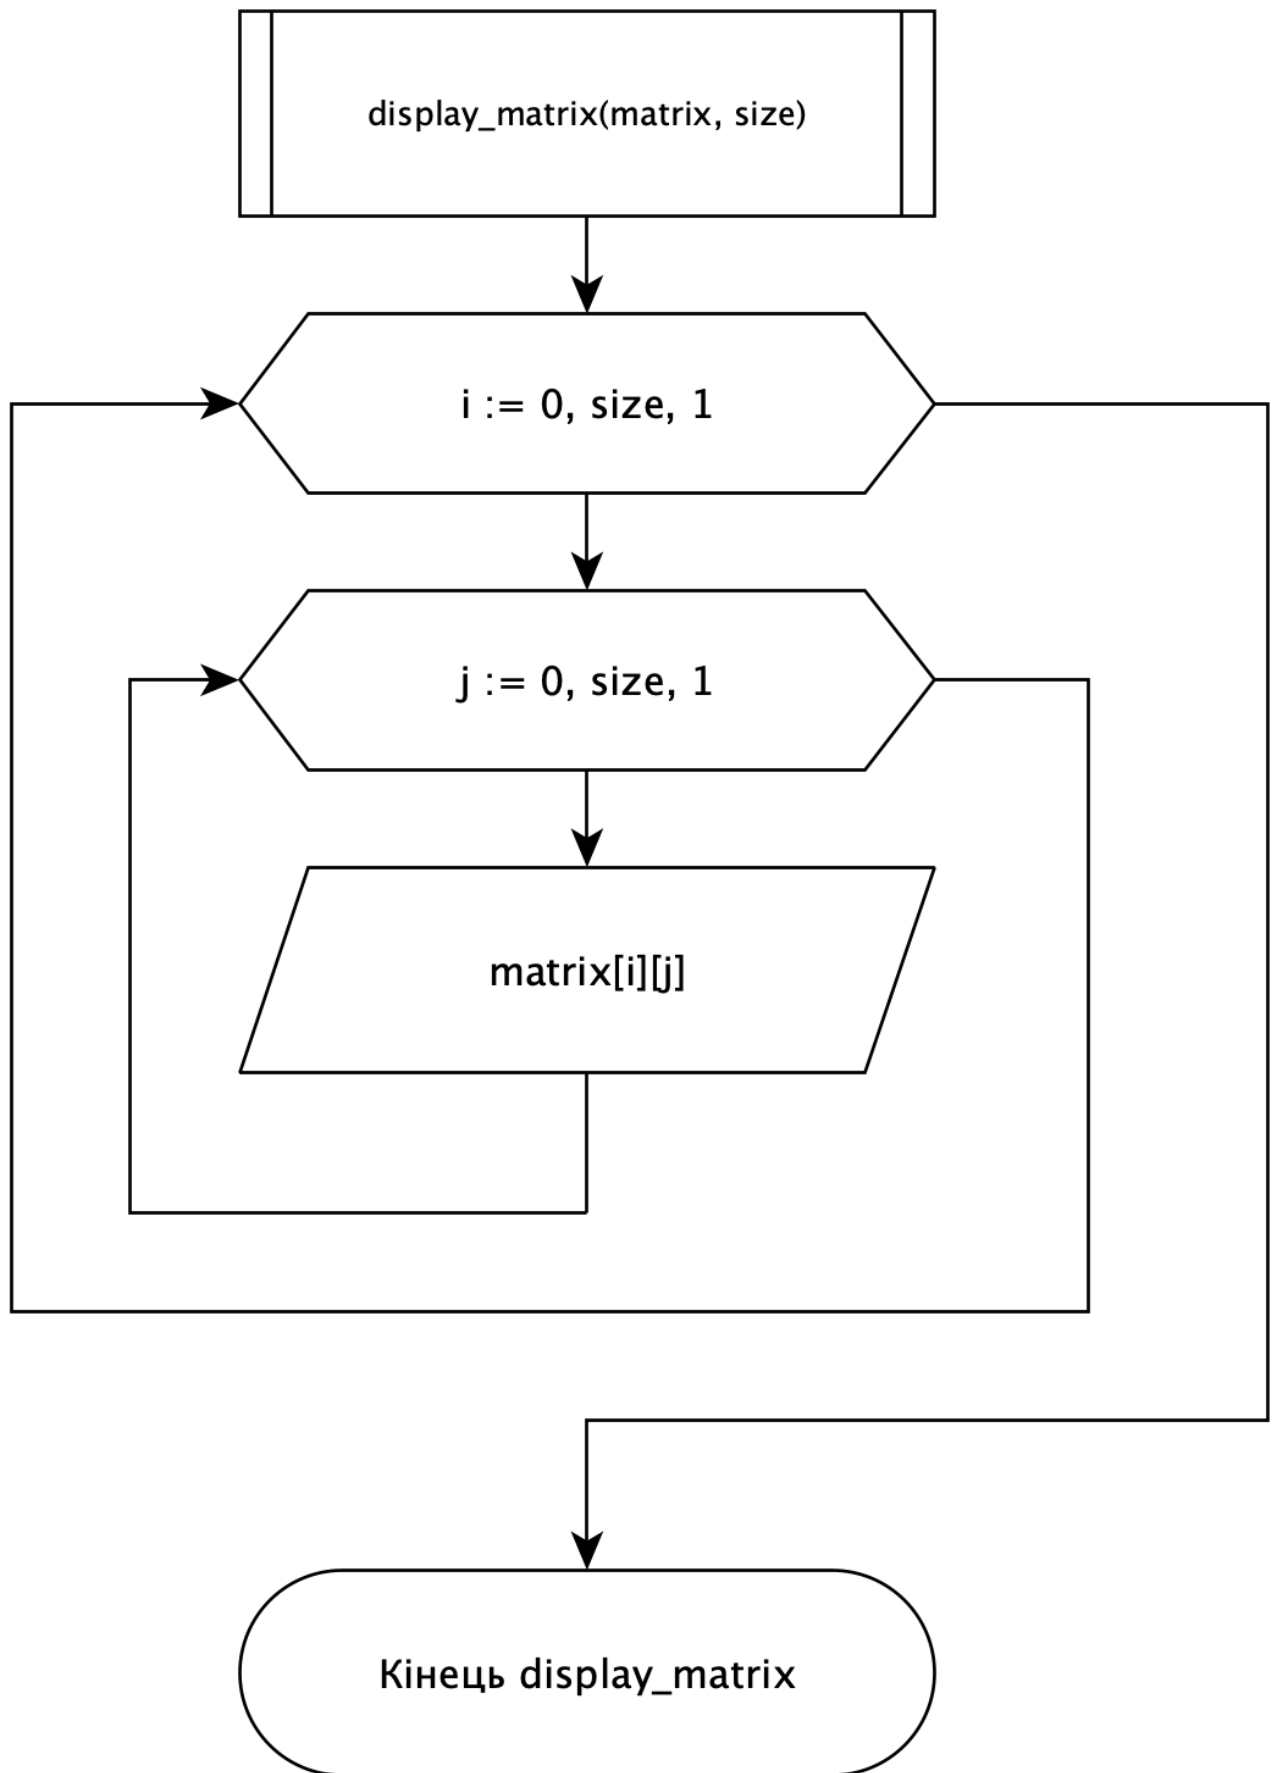 display_matrix(matrix, size)
i := 0, size, 1
j := 0, size, 1
matrix[i][j]
Кінець display_matrix